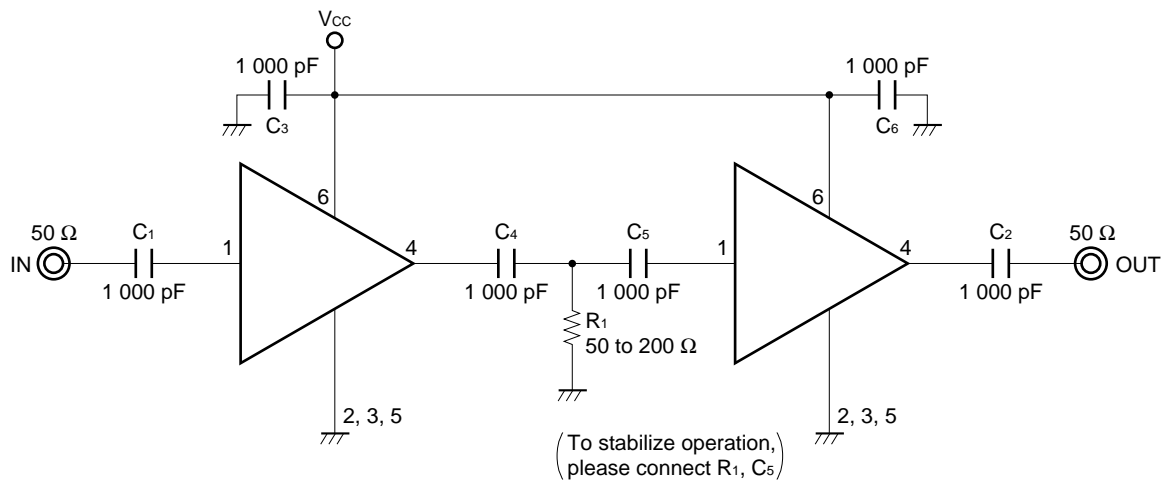 VCC
1 000 pF
C3
1 000 pF
C6
6
6
50 Ω
IN
C1
1 000 pF
1
4
C4
1 000 pF
C5
1 000 pF
R1
50 to 200 Ω
1
4
C2
1 000 pF
50 Ω
OUT
2, 3, 5
2, 3, 5
(To stabilize operation,
please connect R1, C5)